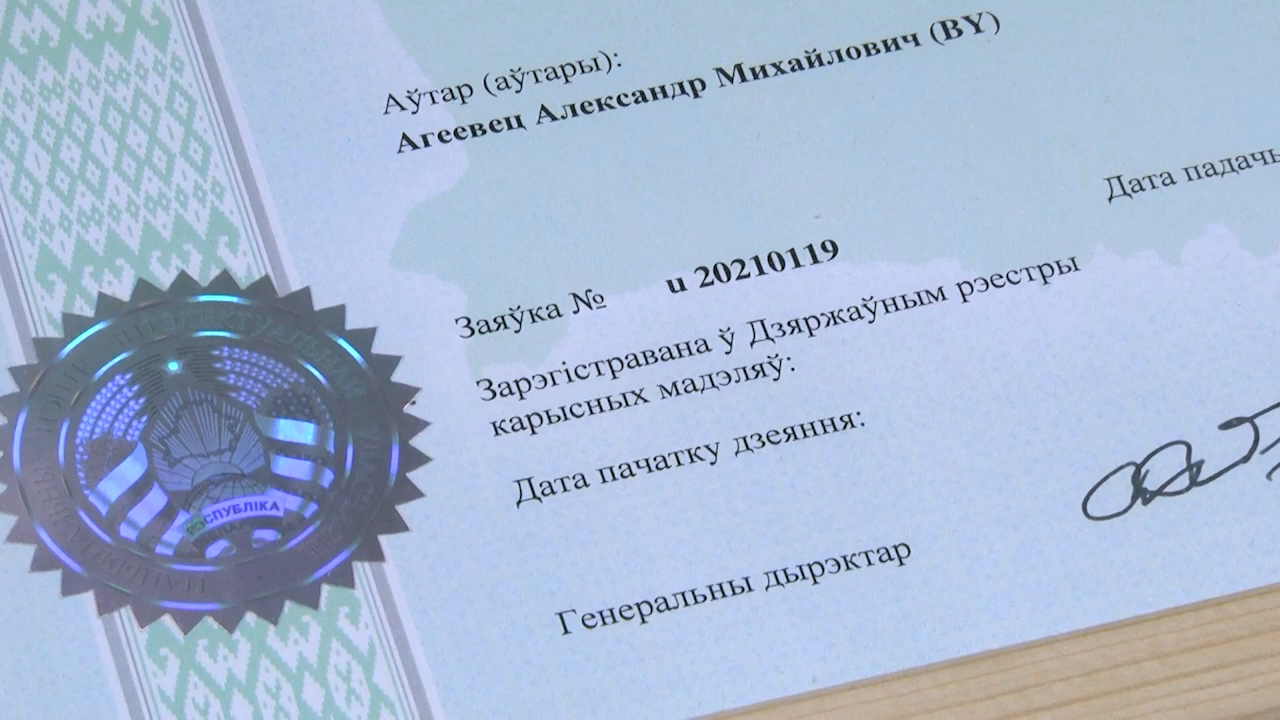 Аўтар (аўтары):
Агеевец Александр Михайлович (BY)
Дата падачы
Заяўка № u 20210119
Зарэгістравана ў Дзяржаўным рэестры
карысных мадэляў:
Дата пачатку дзеяння:
Генеральны дырэктар
РЭСПУБЛІКА